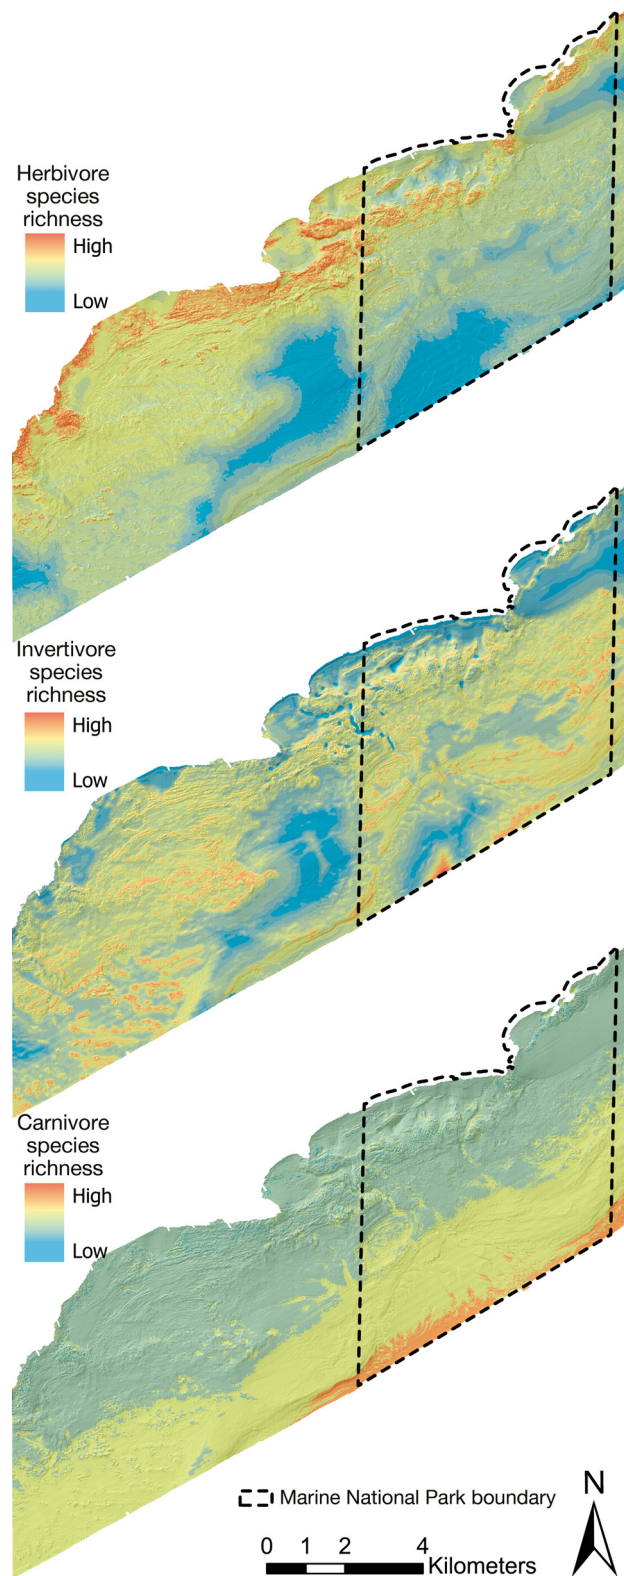 Herbivore
species
richness
High
Low
Invertivore
species
richness
High
Low
Carnivore
species
richness
High
Low
Marine National Park boundary
N
0 1 2 4
Kilometers